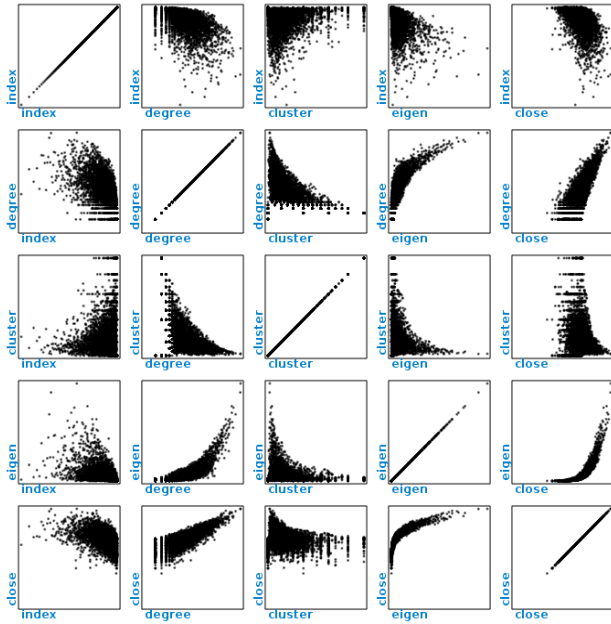 index index
index degree
index cluster
index eigen
index close
degree index
degree degree
degree cluster
degree eigen
degree close
cluster index
cluster degree
cluster cluster
cluster eigen
cluster close
eigen index
eigen degree
eigen cluster
eigen eigen
eigen close
close index
close degree
close cluster
close eigen
close close